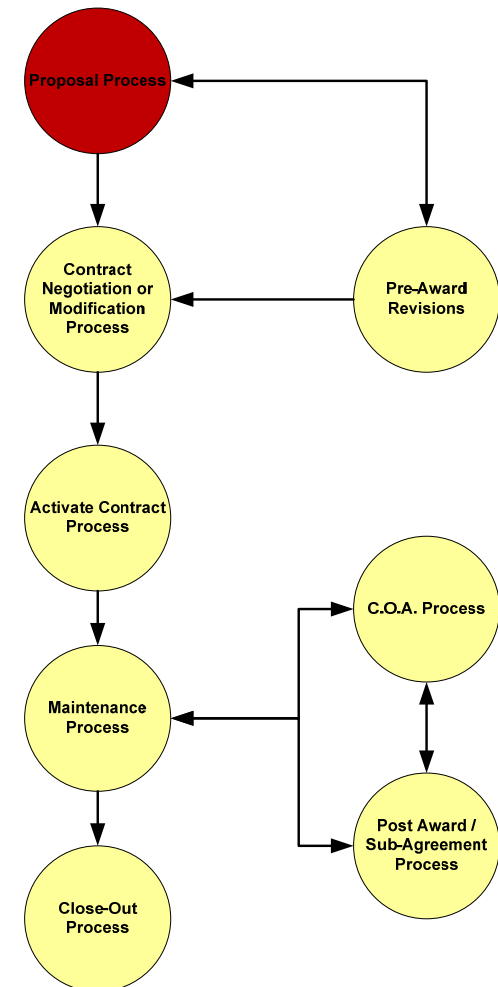 Proposal Process
Contract
Negotiation or
Modification
Process
Pre-Award
Revisions
Activate Contract
Process
C.O.A. Process
Maintenance
Process
Post Award /
Sub-Agreement
Process
Close-Out
Process